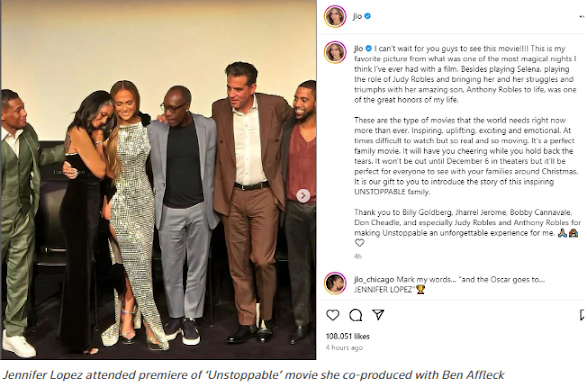 jlo
jlo I can't wait for you guys to see this movie!!!! This is my
favorite picture from what was one of the most magical nights I
think I've ever had with a film. Besides playing Selena, playing
the role of Judy Robles and bringing her and her struggles and
triumphs with her amazing son, Anthony Robles to life, was one
of the great honors of my life.
These are the type of movies that the world needs right now
more than ever. Inspiring, uplifting, exciting and emotional. At
times difficult to watch but so real and so moving. It's a perfect
family movie. It will have you cheering while you hold back the
tears. It won't be out until December 6 in theaters but it'll be
perfect for everyone to see with your families around Christmas.
It is our gift to you to introduce the story of this inspiring
UNSTOPPABLE family.
Thank you to Billy Goldberg, Jharrel Jerome, Bobby Cannavale,
Don Cheadle, and especially Judy Robles and Anthony Robles for
making Unstoppable an unforgettable experience for me.
4h
jlo_chicago Mark my words... "and the Oscar goes to...
JENNIFER LOPEZ"🏆
108,051 likes
4 hours ago
Jennifer Lopez attended premiere of 'Unstoppable' movie she co-produced with Ben Affleck